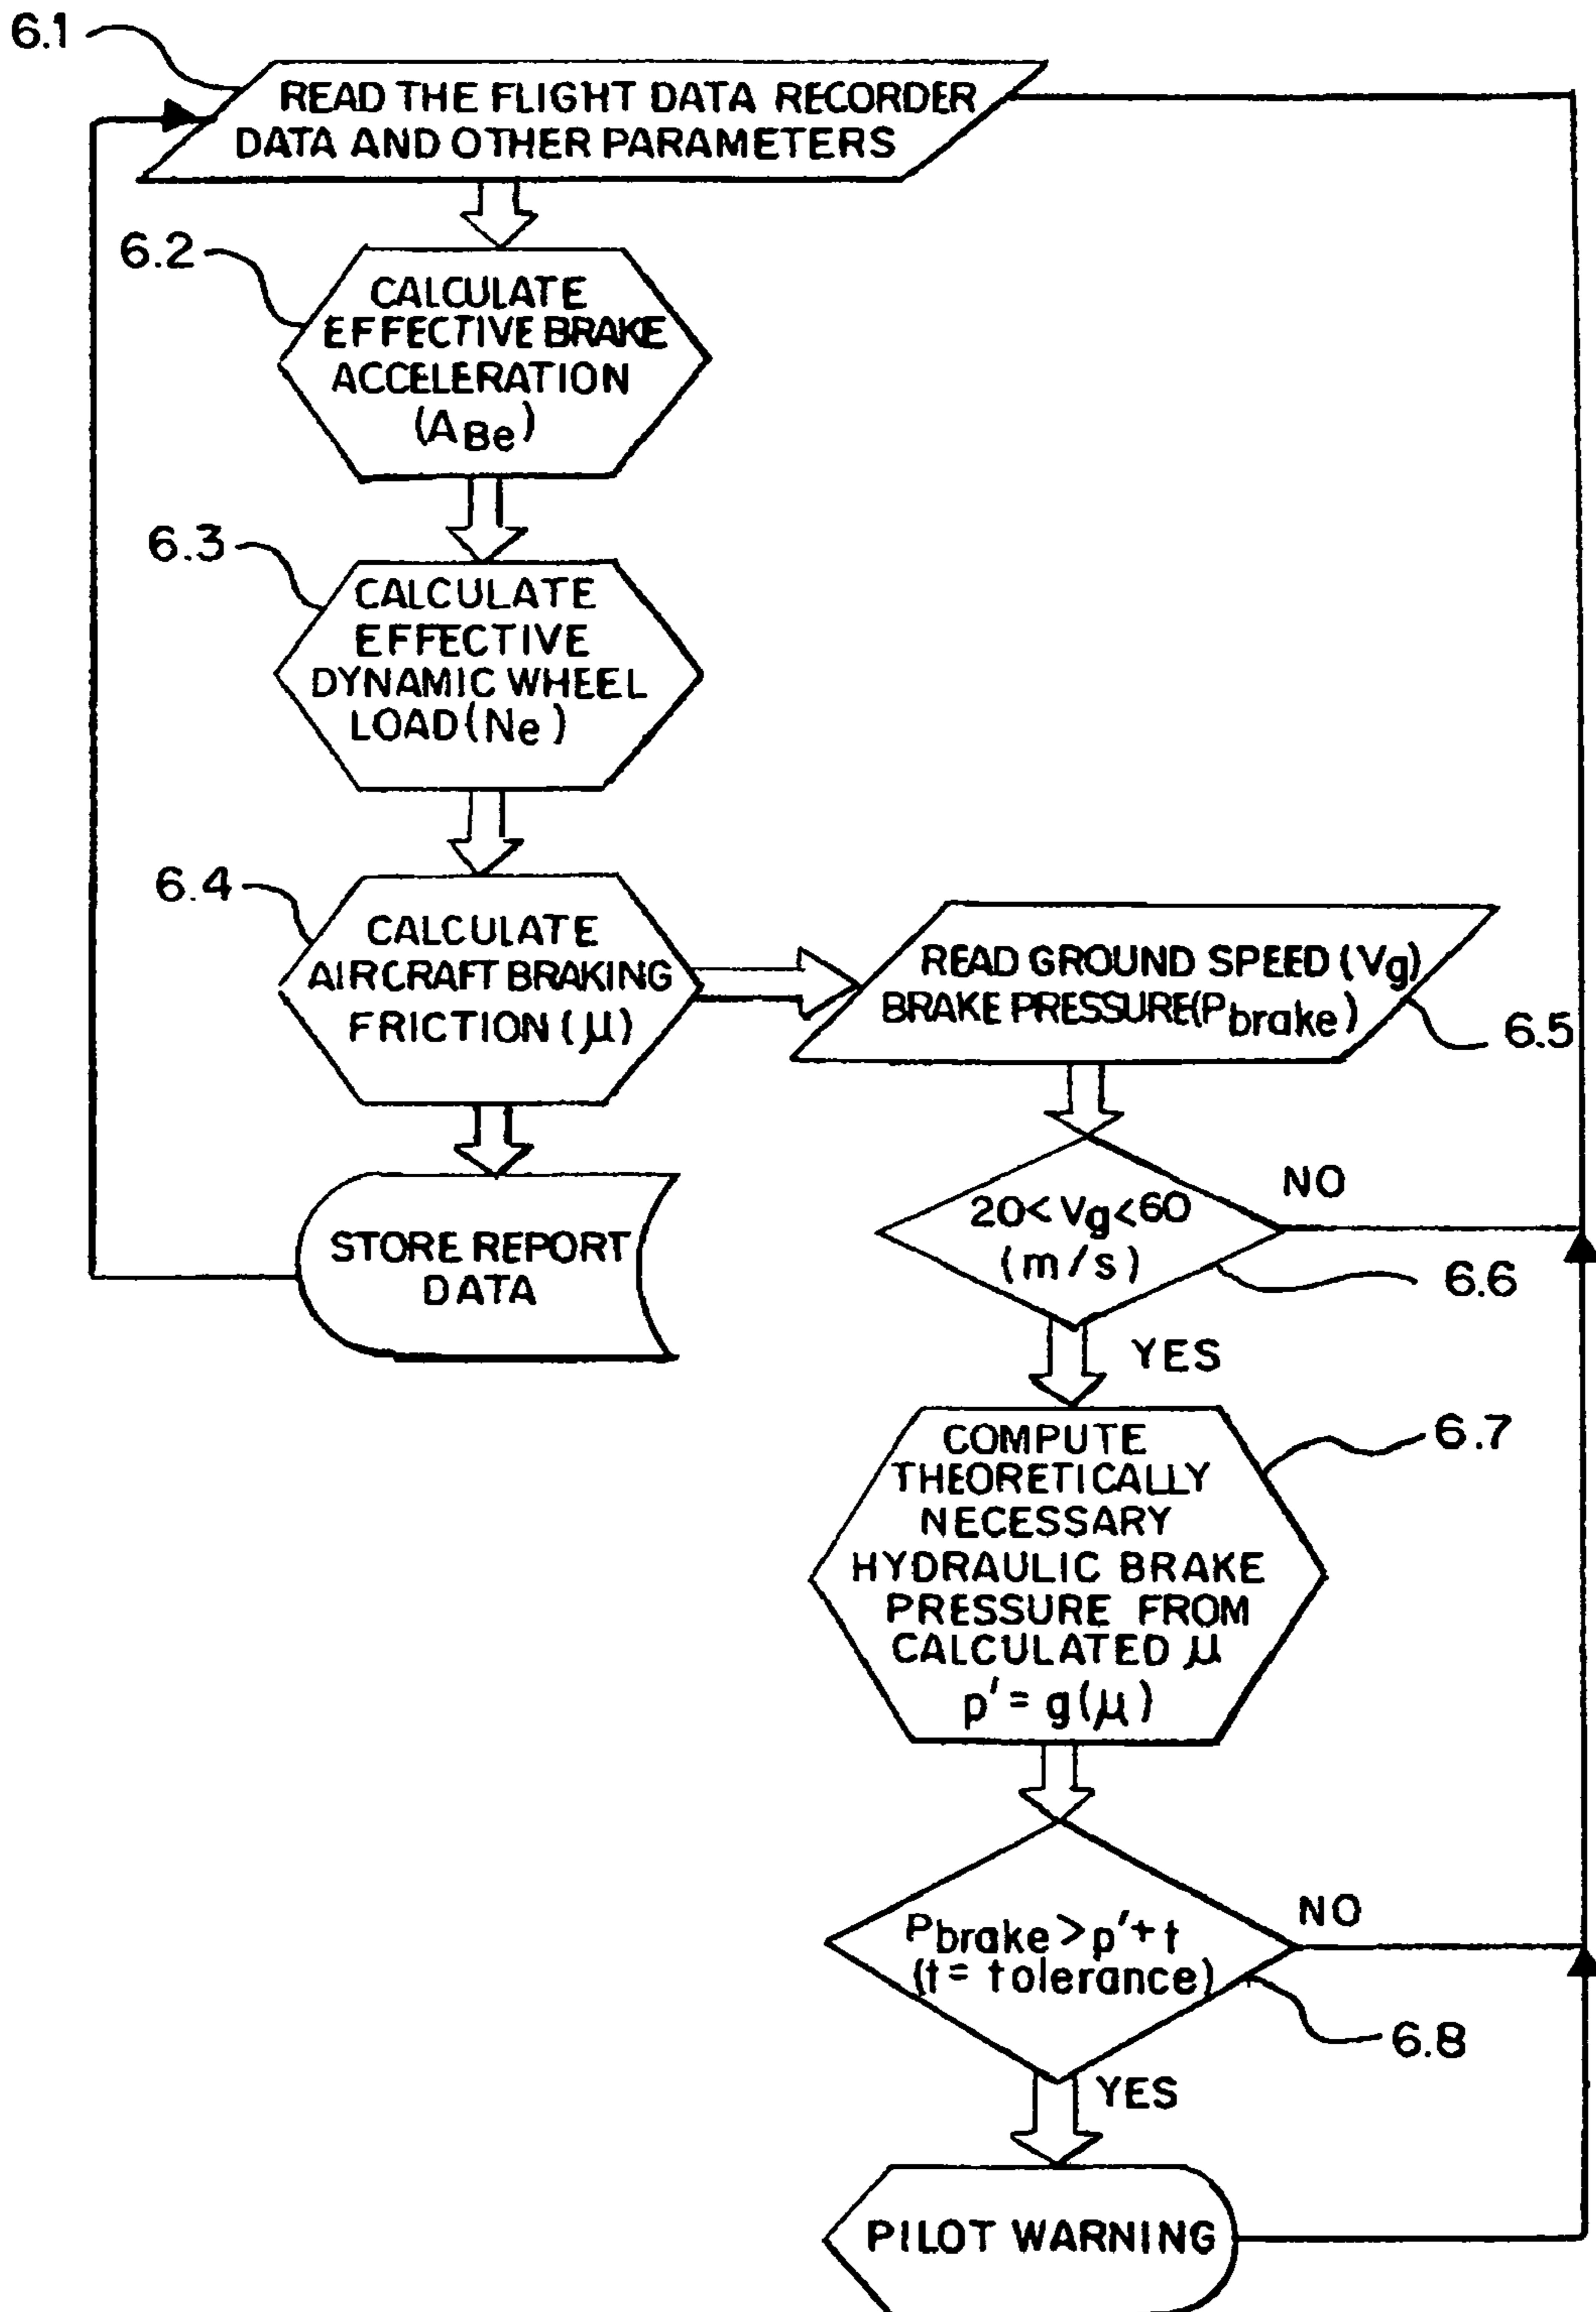 6.1
READ THE FLIGHT DATA RECORDER
DATA AND OTHER PARAMETERS
6.2
CALCULATE
EFFECTIVE BRAKE
ACCELERATION
(ABe)
6.3
CALCULATE
EFFECTIVE
DYNAMIC WHEEL
LOAD(Ne)
6.4
CALCULATE
AIRCRAFT BRAKING
FRICTION (μ)
READ GROUND SPEED (Vg)
BRAKE PRESSURE(Pbrake)
6.5
STORE REPORT
DATA
20<Vg<60
(m/s)
NO
6.6
YES
COMPUTE
THEORETICALLY
NECESSARY
HYDRAULIC BRAKE
PRESSURE FROM
CALCULATED μ
p' = g(μ)
6.7
Pbrake>p'+t
(t= tolerance)
NO
6.8
YES
PILOT WARNING